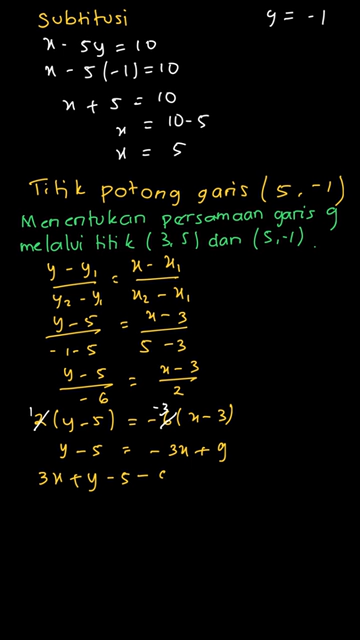 Subtitusi y = -1
x - 5y = 10
x - 5(-1) = 10
x + 5 = 10
x = 10 - 5
x = 5
Titik potong garis (5, -1)
Menentukan persamaan garis g
melalui titik (3, 5) dan (5, -1).
y - y₁ / y₂ - y₁ = x - x₁ / x₂ - x₁
y - 5 / -1 - 5 = x - 3 / 5 - 3
y - 5 / -6 = x - 3 / 2
1 2(y - 5) = -3 -6(x - 3)
y - 5 = -3x + 9
3x + y - 5 -